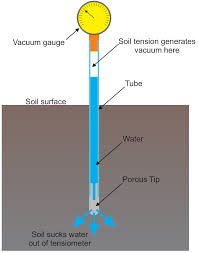 Vacuum gauge
Soil tension generates
vacuum here
Tube
Soil surface
Water
Porous Tip
Soil sucks water
out of tensiometer